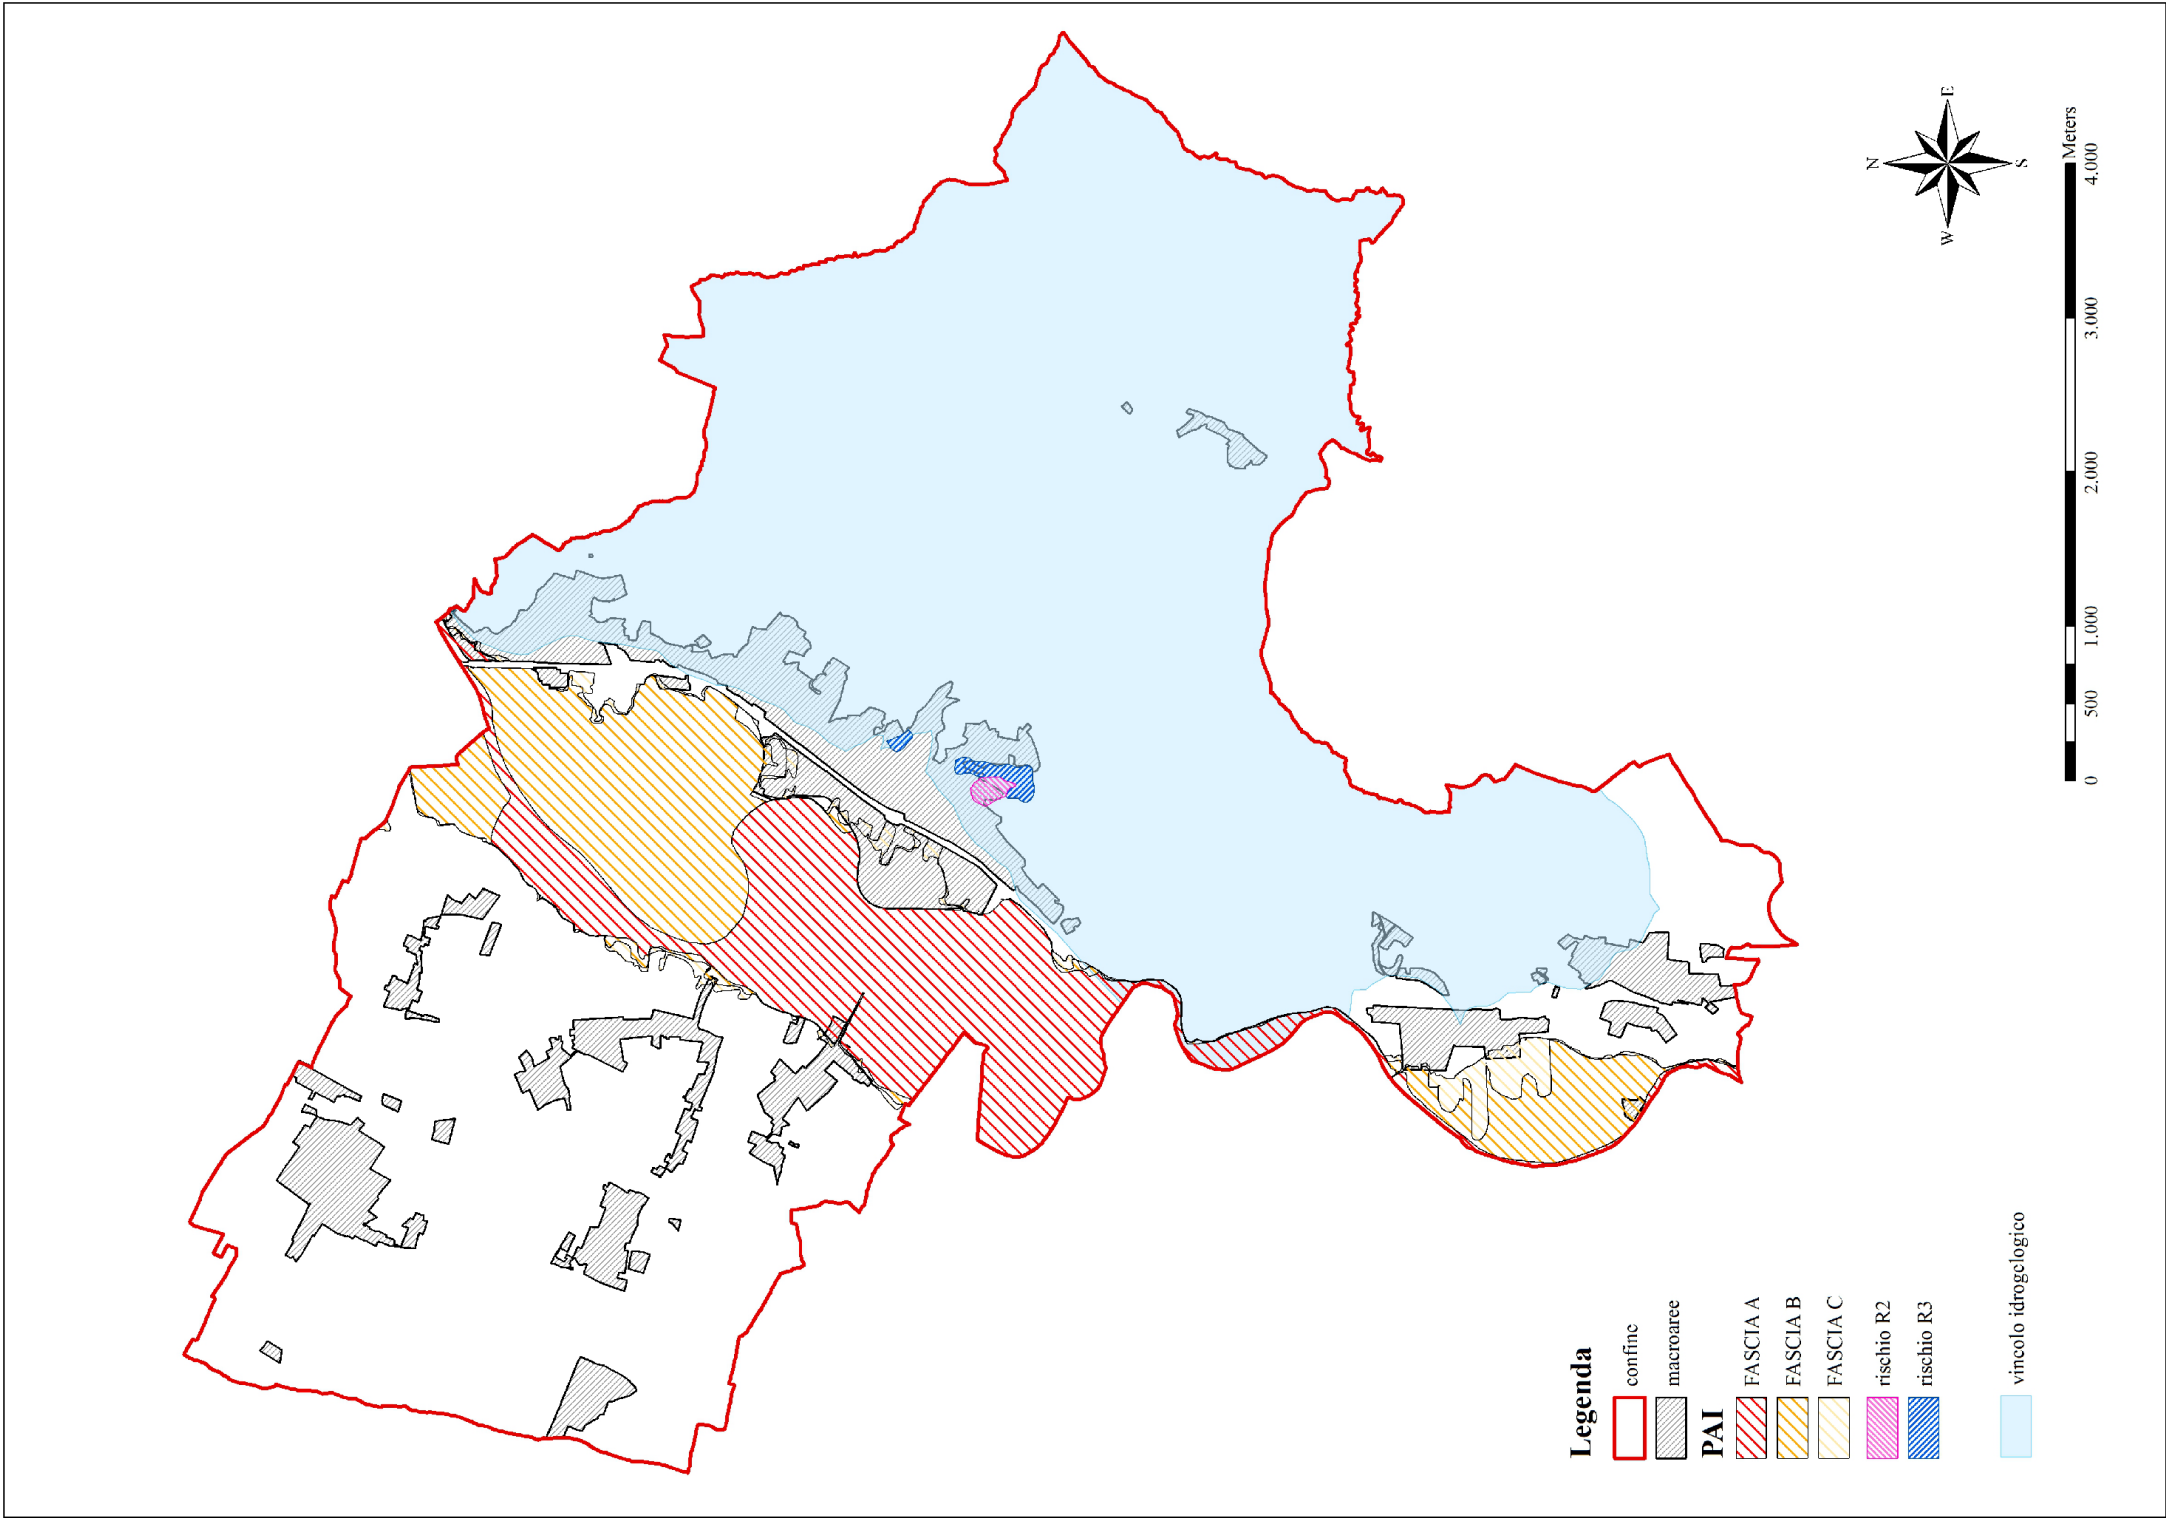 Legenda
confine
macroaree
PAI
FASCIA A
FASCIA B
FASCIA C
rischio R2
rischio R3
vincolo idrogelogico
N
E
S
W
0 500 1.000 2.000 3.000 4.000
Meters